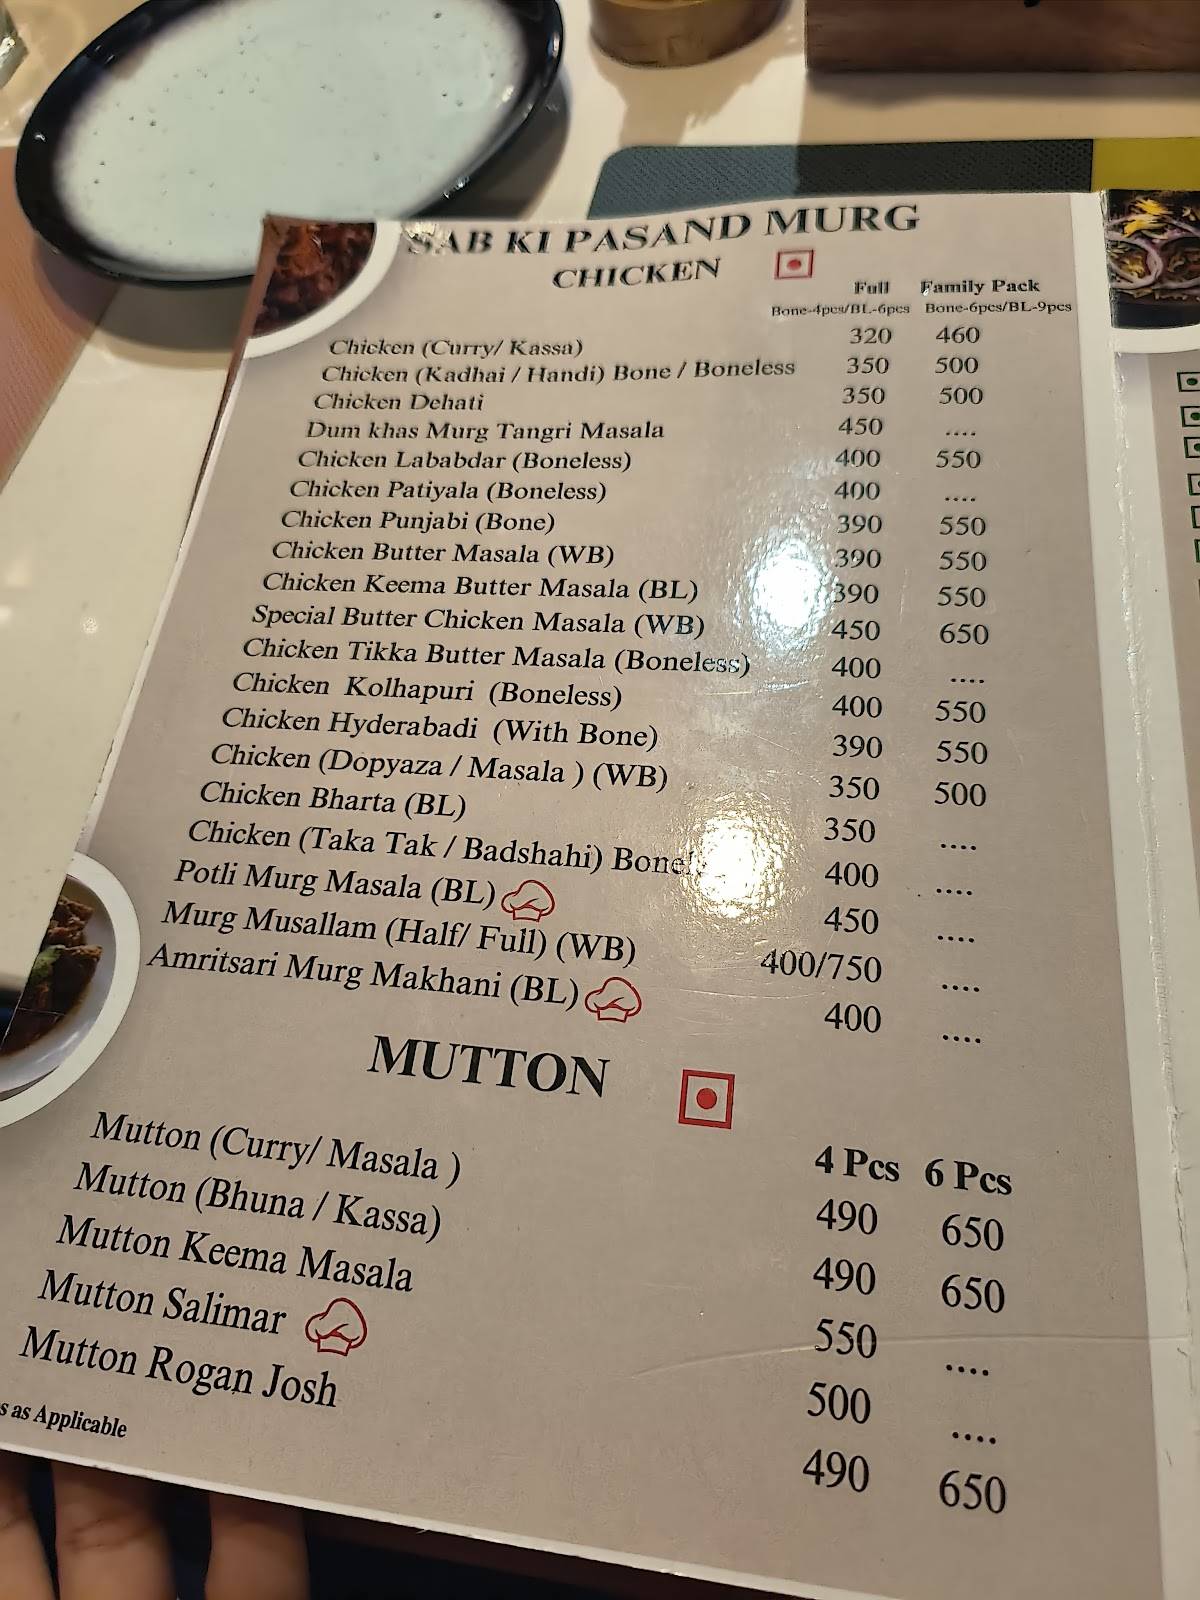 SAB KI PASAND MURG
CHICKEN
Full Family Pack
Bone-4pcs/BL-6pcs Bone-6pcs/BL-9pcs
Chicken (Curry/ Kassa) 320 460
Chicken (Kadhai / Handi) Bone / Boneless 350 500
Chicken Dehati 350 500
Dum khas Murg Tangri Masala 450 ....
Chicken Lababdar (Boneless) 400 550
Chicken Patiyala (Boneless) 400 ....
Chicken Punjabi (Bone) 390 550
Chicken Butter Masala (WB) 390 550
Chicken Keema Butter Masala (BL) 390 550
Special Butter Chicken Masala (WB) 450 650
Chicken Tikka Butter Masala (Boneless) 400 ....
Chicken Kolhapuri (Boneless) 400 550
Chicken Hyderabadi (With Bone) 390 550
Chicken (Dopyaza / Masala ) (WB) 350 500
Chicken Bharta (BL) 350 ....
Chicken (Taka Tak / Badshahi) 400 ....
Potli Murg Masala (BL) 450 ....
Murg Musallam (Half/ Full) (WB) 400/750 ....
Amritsari Murg Makhani (BL) 400 ....
MUTTON
4 Pcs 6 Pcs
Mutton (Curry/ Masala ) 490 650
Mutton (Bhuna / Kassa) 490 650
Mutton Keema Masala 550 ....
Mutton Salimar 500 ....
Mutton Rogan Josh 490 650
as Applicable